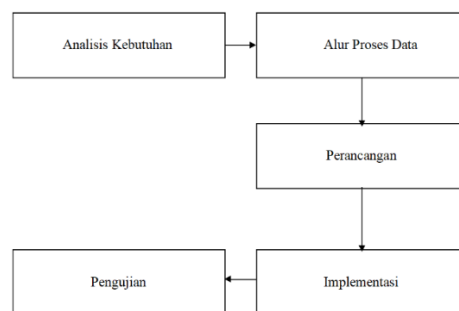 Analisis Kebutuhan
Alur Proses Data
Perancangan
Implementasi
Pengujian